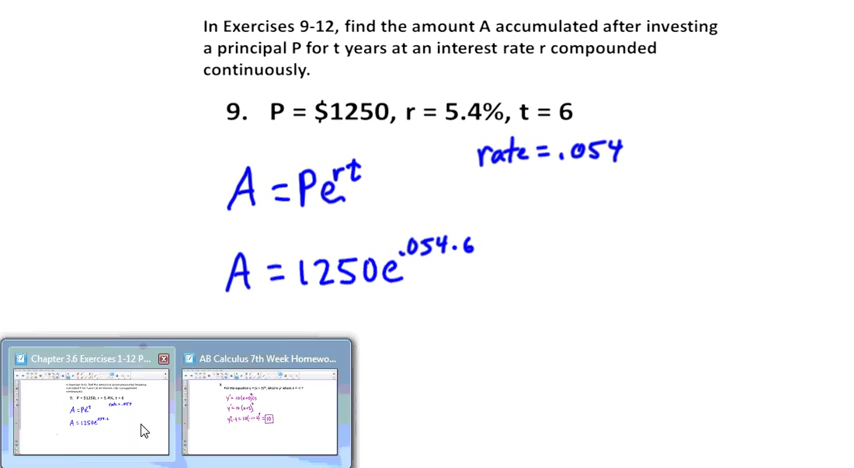 In Exercises 9-12, find the amount A accumulated after investing
a principal P for t years at an interest rate r compounded
continuously.
9. P = $1250, r = 5.4%, t = 6
rate = .054
A = Pe^rt
A = 1250e^.054·6
Chapter 3.6 Exercises 1-12 P... AB Calculus 7th Week Homewo...